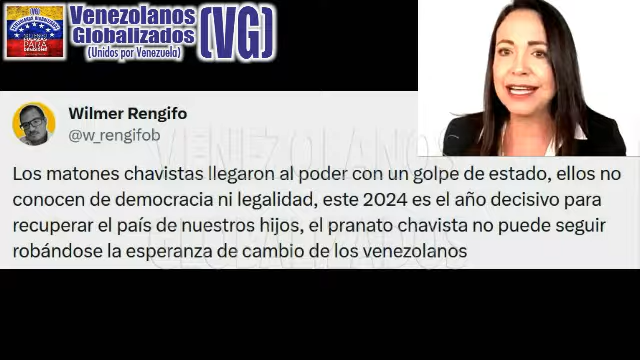 Venezolanos
Globalizados
(Unidos por Venezuela)
(VG)
Wilmer Rengifo
@w_rengifob
VENEZOLANOS
GLOBALIZADOS
Los matones chavistas llegaron al poder con un golpe de estado, ellos no
conocen de democracia ni legalidad, este 2024 es el año decisivo para
recuperar el país de nuestros hijos, el pranato chavista no puede seguir
robándose la esperanza de cambio de los venezolanos